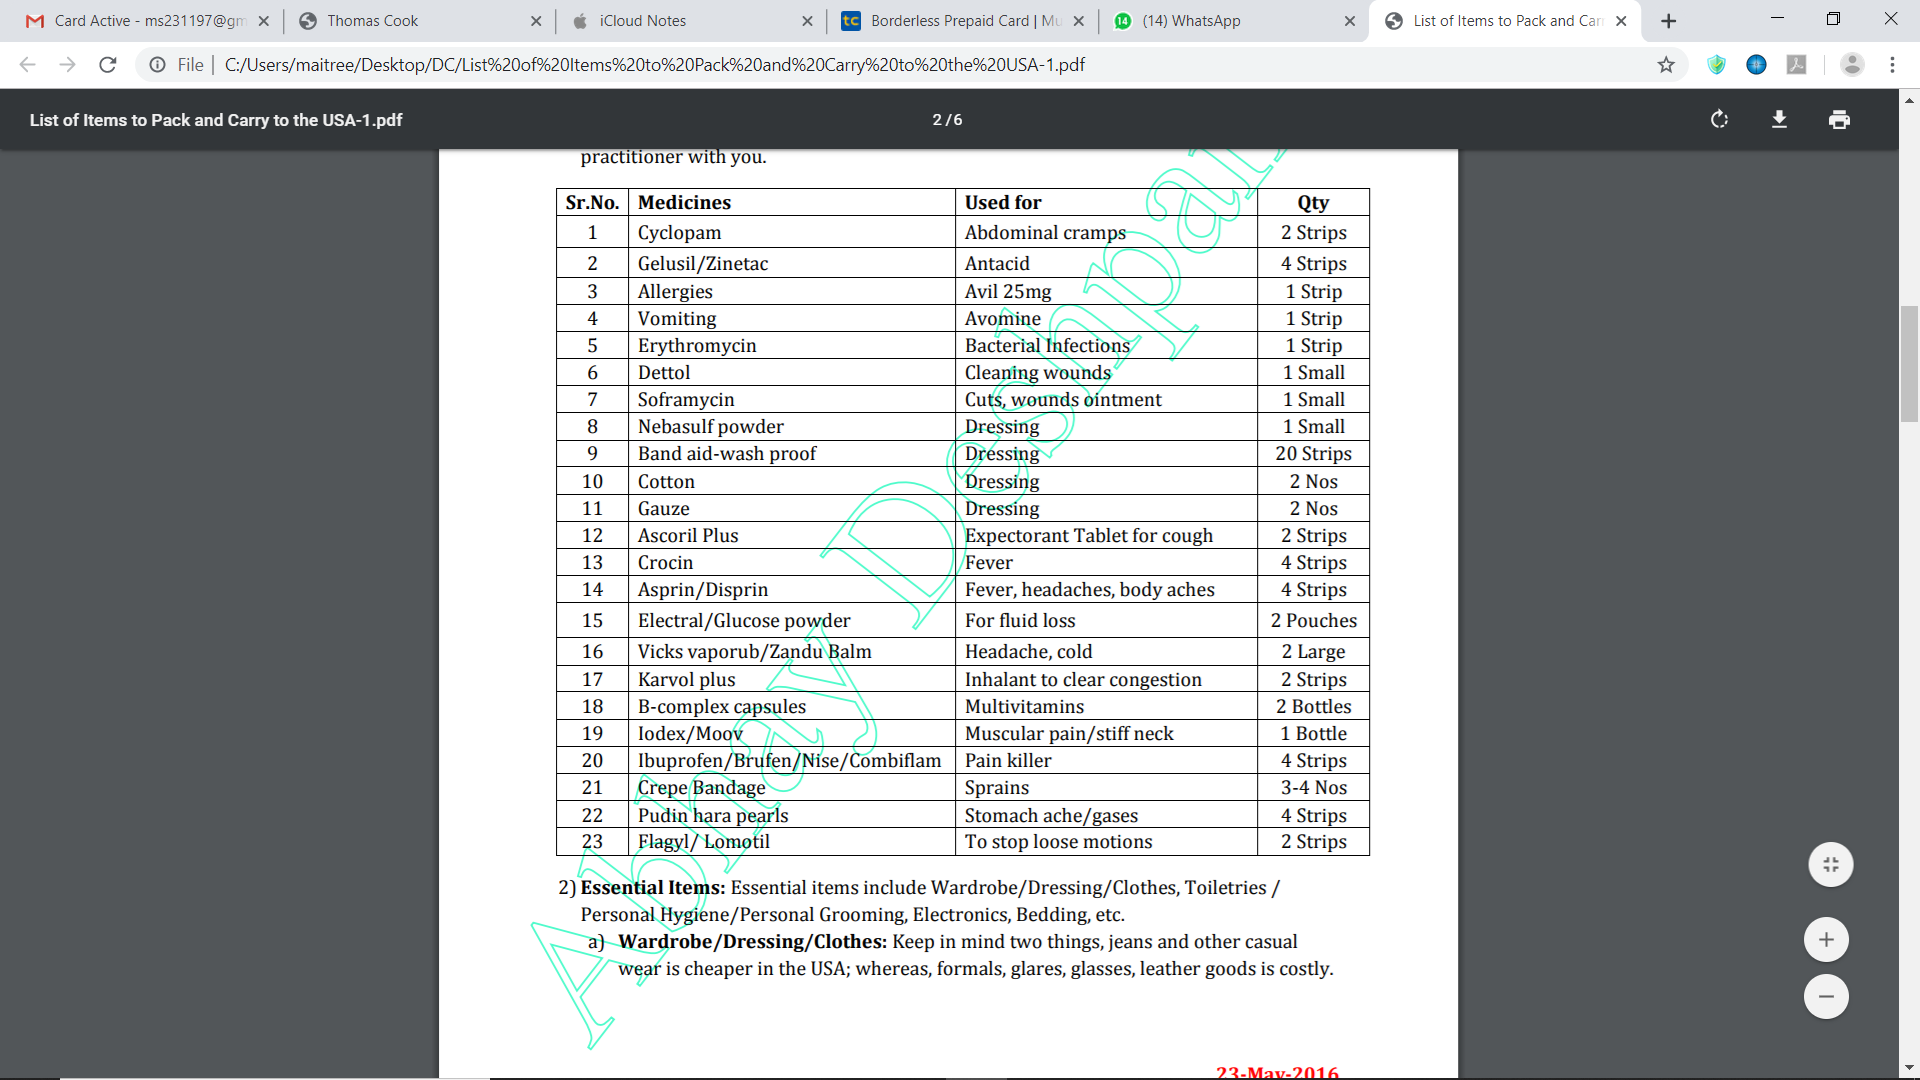 Card Active - ms231197@gm
Thomas Cook
iCloud Notes
tc Borderless Prepaid Card | Mu
14 (14) WhatsApp
List of Items to Pack and Carr
File | C:/Users/maitree/Desktop/DC/List%20of%20Items%20to%20Pack%20and%20Carry%20to%20the%20USA-1.pdf
List of Items to Pack and Carry to the USA-1.pdf 2 / 6
practitioner with you.
Sr.No. Medicines Used for Qty
1 Cyclopam Abdominal cramps 2 Strips
2 Gelusil/Zinetac Antacid 4 Strips
3 Allergies Avil 25mg 1 Strip
4 Vomiting Avomine 1 Strip
5 Erythromycin Bacterial Infections 1 Strip
6 Dettol Cleaning wounds 1 Small
7 Soframycin Cuts, wounds ointment 1 Small
8 Nebasulf powder Dressing 1 Small
9 Band aid-wash proof Dressing 20 Strips
10 Cotton Dressing 2 Nos
11 Gauze Dressing 2 Nos
12 Ascoril Plus Expectorant Tablet for cough 2 Strips
13 Crocin Fever 4 Strips
14 Asprin/Disprin Fever, headaches, body aches 4 Strips
15 Electral/Glucose powder For fluid loss 2 Pouches
16 Vicks vaporub/Zandu Balm Headache, cold 2 Large
17 Karvol plus Inhalant to clear congestion 2 Strips
18 B-complex capsules Multivitamins 2 Bottles
19 Iodex/Moov Muscular pain/stiff neck 1 Bottle
20 Ibuprofen/Brufen/Nise/Combiflam Pain killer 4 Strips
21 Crepe Bandage Sprains 3-4 Nos
22 Pudin hara pearls Stomach ache/gases 4 Strips
23 Flagyl/ Lomotil To stop loose motions 2 Strips
2) Essential Items: Essential items include Wardrobe/Dressing/Clothes, Toiletries /
Personal Hygiene/Personal Grooming, Electronics, Bedding, etc.
a) Wardrobe/Dressing/Clothes: Keep in mind two things, jeans and other casual
wear is cheaper in the USA; whereas, formals, glares, glasses, leather goods is costly.
23-May-2016
Abhay Deshpan